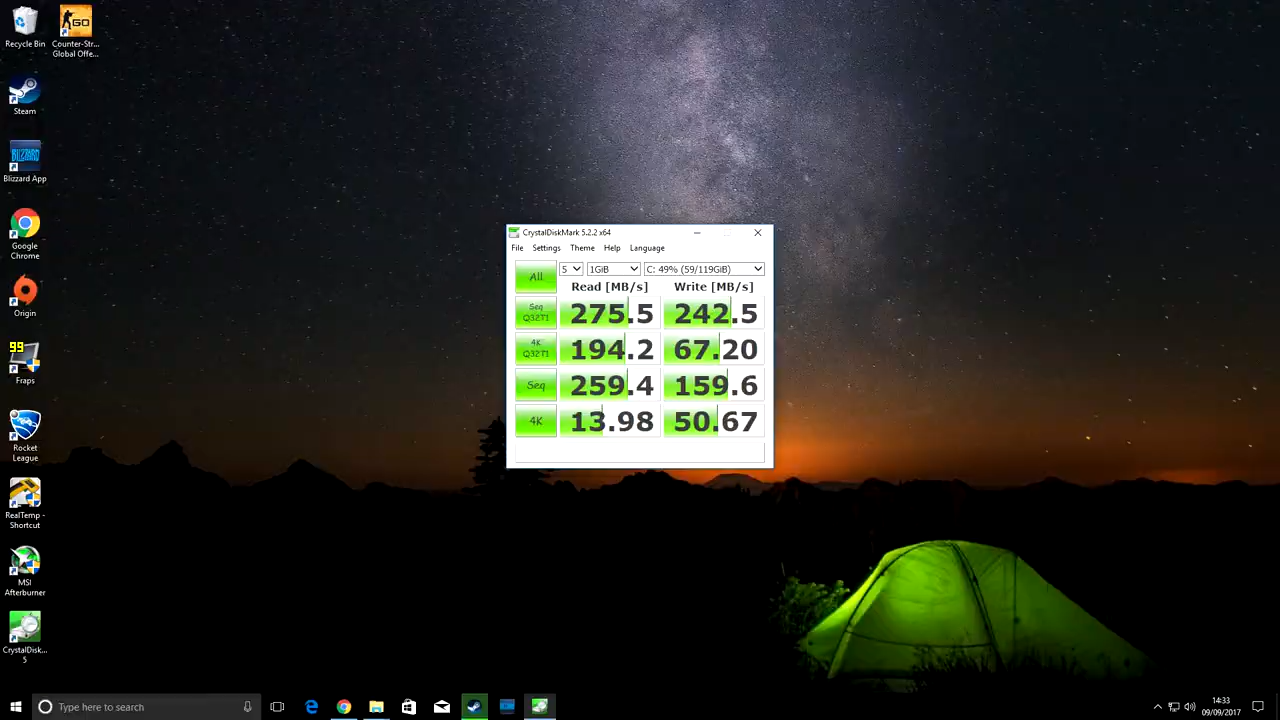 Recycle Bin
Counter-Str...
Global Offe...
GO
Steam
BLIZZARD
Blizzard App
Google
Chrome
Origin
99
Fraps
Rocket
League
RealTemp -
Shortcut
MSI
Afterburner
CrystalDisk...
5
CrystalDiskMark 5.2.2 x64
File Settings Theme Help Language
All 5 1GiB C: 49% (59/119GiB)
Read [MB/s] Write [MB/s]
Seq
Q32T1 275.5 242.5
4K
Q32T1 194.2 67.20
Seq 259.4 159.6
4K 13.98 50.67
Type here to search
14:33
09/09/2017